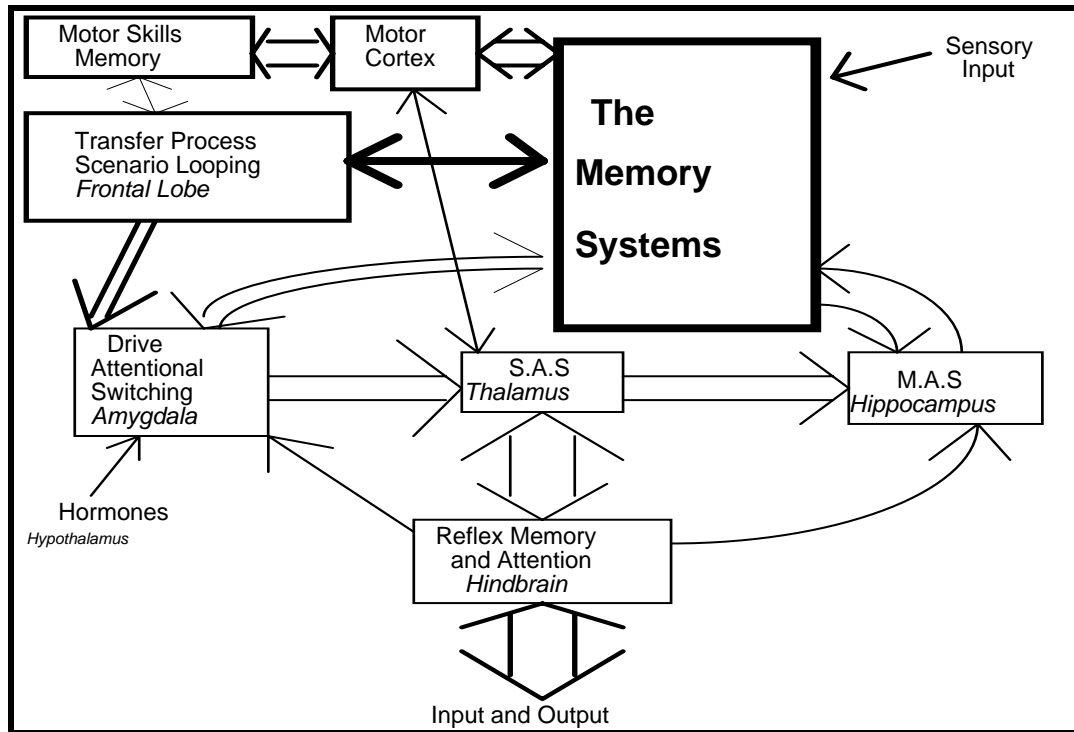 Motor Skills
Memory
Motor
Cortex
Sensory
Input
The
Memory
Systems
Transfer Process
Scenario Looping
Frontal Lobe
Drive
Attentional
Switching
Amygdala
S.A.S
Thalamus
M.A.S
Hippocampus
Hormones
Hypothalamus
Reflex Memory
and Attention
Hindbrain
Input and Output